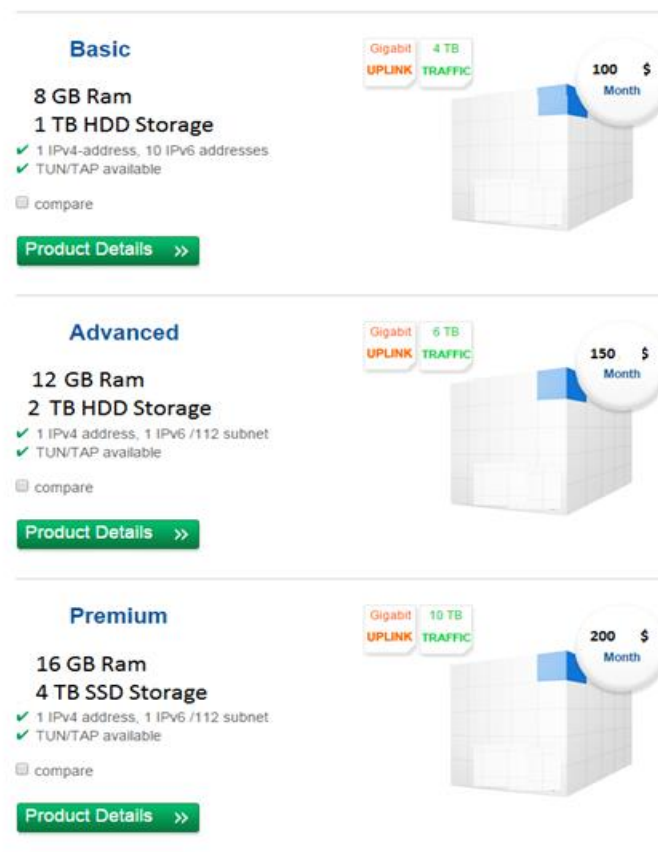 Basic
Gigabit 4 TB
UPLINK TRAFFIC
100 $
Month
8 GB Ram
1 TB HDD Storage
✔ 1 IPv4-address, 10 IPv6 addresses
✔ TUN/TAP available
compare
Product Details »
Advanced
Gigabit 6 TB
UPLINK TRAFFIC
150 $
Month
12 GB Ram
2 TB HDD Storage
✔ 1 IPv4 address, 1 IPv6 /112 subnet
✔ TUN/TAP available
compare
Product Details »
Premium
Gigabit 10 TB
UPLINK TRAFFIC
200 $
Month
16 GB Ram
4 TB SSD Storage
✔ 1 IPv4 address, 1 IPv6 /112 subnet
✔ TUN/TAP available
compare
Product Details »